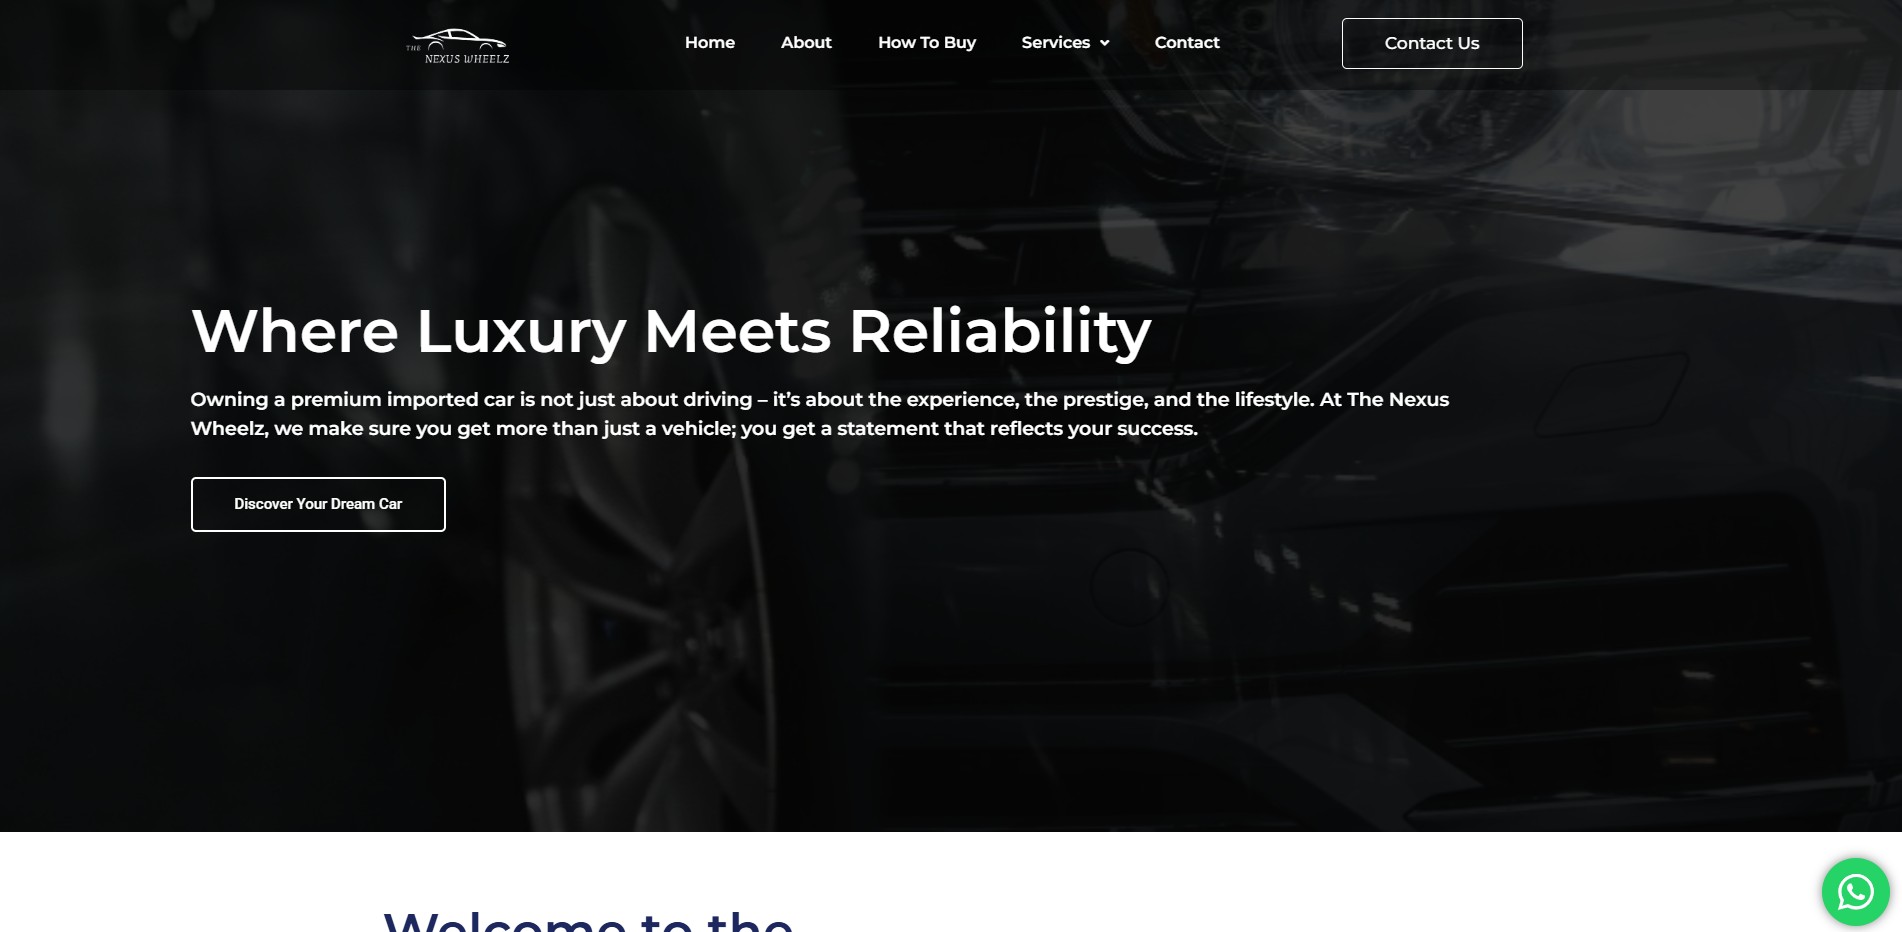 THE
NEXUS WHEELZ
Home
About
How To Buy
Services
Contact
Contact Us
Where Luxury Meets Reliability
Owning a premium imported car is not just about driving – it’s about the experience, the prestige, and the lifestyle. At The Nexus
Wheelz, we make sure you get more than just a vehicle; you get a statement that reflects your success.
Discover Your Dream Car
Welcome to the